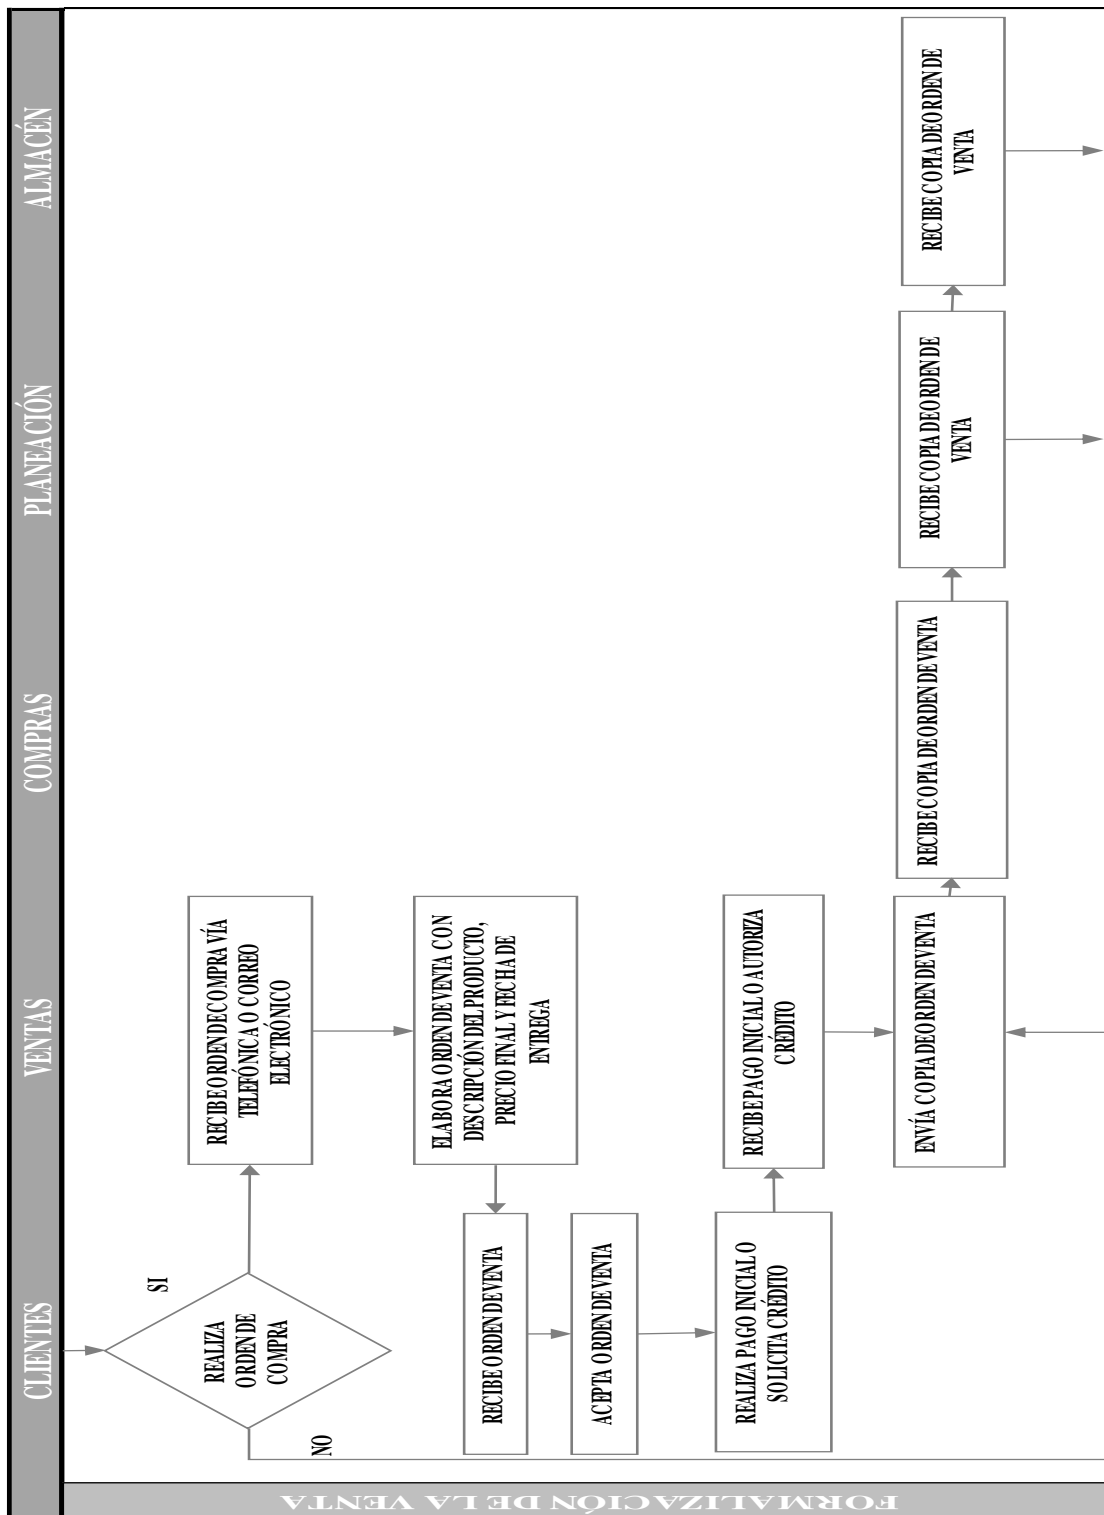 CLIENTES
VENTAS
COMPRAS
PLANEACIÓN
ALMACÉN
FORMALIZACIÓN DE LA VENTA
REALIZA
ORDEN DE
COMPRA
SI
NO
RECIBE ORDEN DE COMPRA VÍA
TELEFÓNICA O CORREO
ELECTRÓNICO
ELABORA ORDEN DE VENTA CON
DESCRIPCIÓN DEL PRODUCTO,
PRECIO FINAL Y FECHA DE
ENTREGA
RECIBE ORDEN DE VENTA
ACEPTA ORDEN DE VENTA
REALIZA PAGO INICIAL O
SOLICITA CRÉDITO
RECIBE PAGO INICIAL O AUTORIZA
CRÉDITO
ENVÍA COPIA DE ORDEN DE VENTA
RECIBE COPIA DE ORDEN DE VENTA
RECIBE COPIA DE ORDEN DE
VENTA
RECIBE COPIA DE ORDEN DE
VENTA